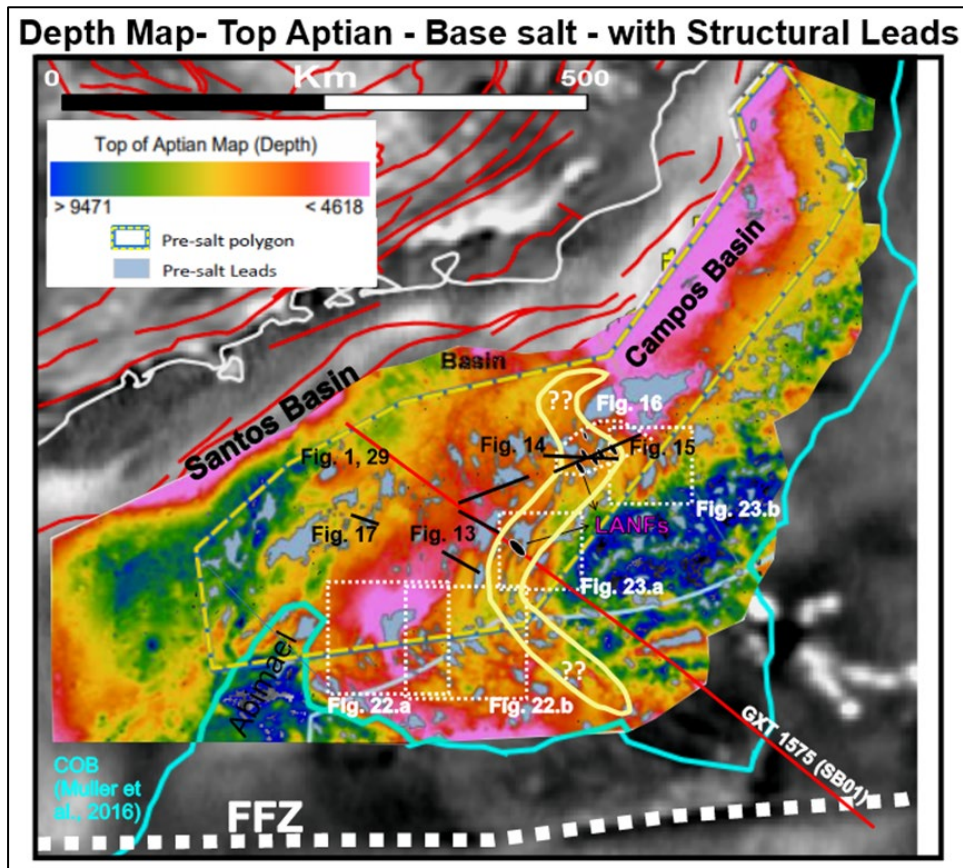 Depth Map- Top Aptian - Base salt - with Structural Leads
0 Km 500
Top of Aptian Map (Depth)
> 9471 < 4618
Pre-salt polygon
Pre-salt Leads
Campos Basin
Basin
Santos Basin
??
Fig. 16
Fig. 14
Fig. 15
Fig. 1, 29
Fig. 23.b
LANFs
Fig. 17
Fig. 13
Fig. 23.a
Abimael
??
Fig. 22.a
Fig. 22.b
GXT 1575 (SB01)
COB
(Muller et
al., 2016)
FFZ